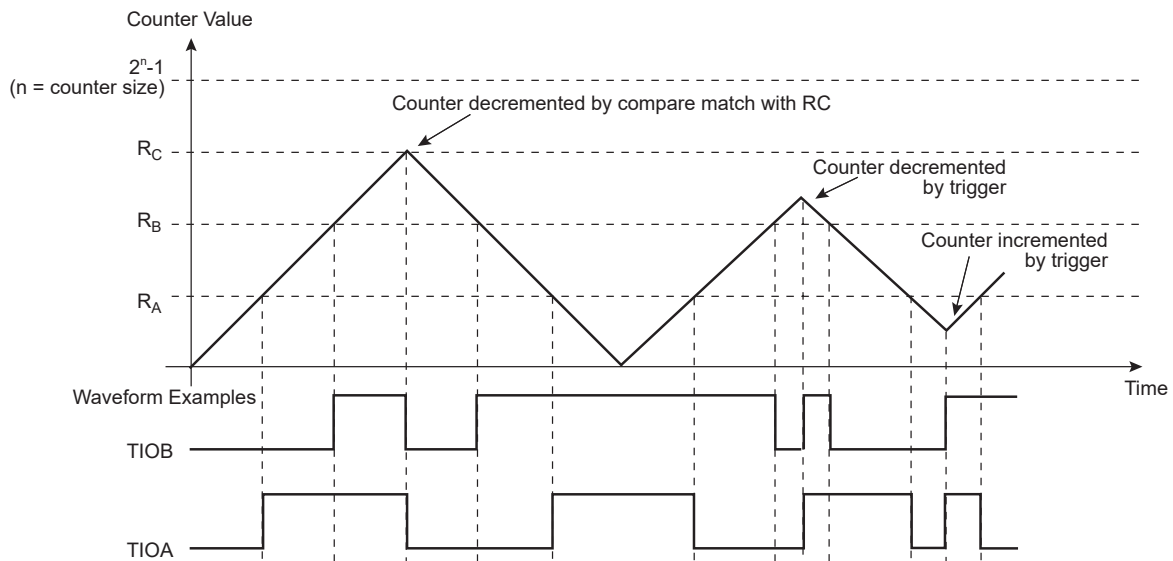 Counter Value
2ⁿ-1
(n = counter size)
Counter decremented by compare match with RC
R_C
Counter decremented
by trigger
R_B
Counter incremented
by trigger
R_A
Time
Waveform Examples
TIOB
TIOA